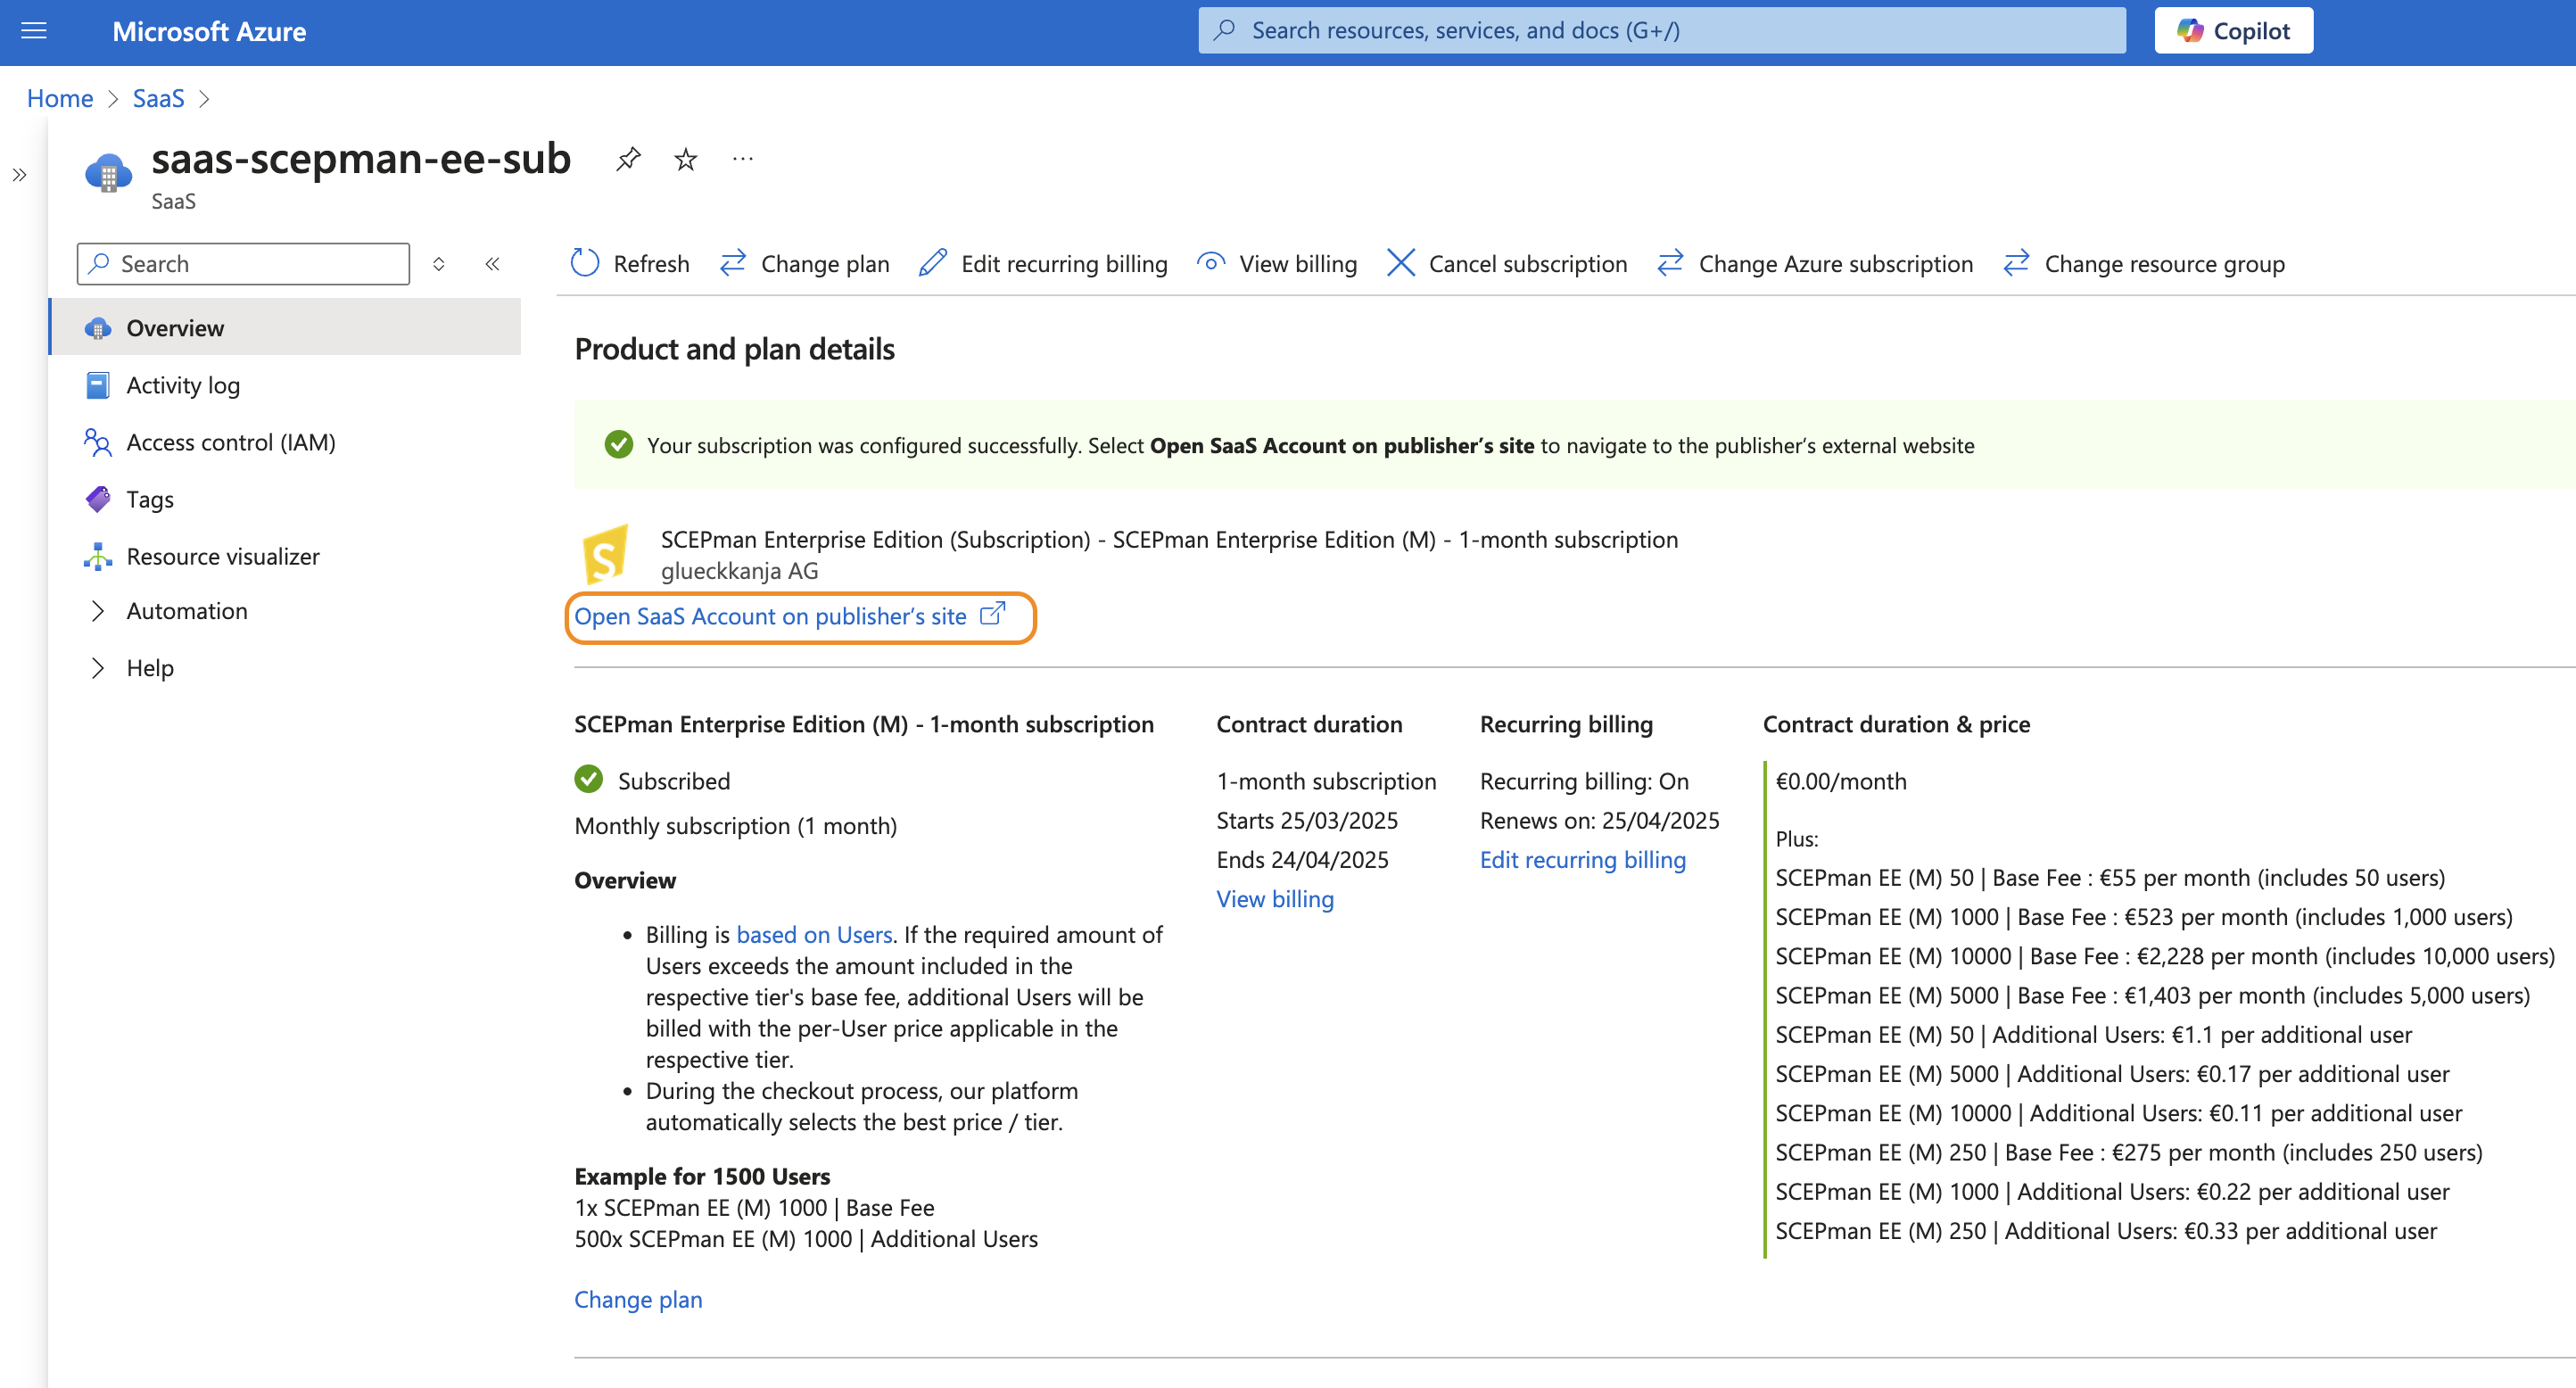 Microsoft Azure
Search resources, services, and docs (G+/)
Copilot
Home > SaaS >
saas-scepman-ee-sub
SaaS
Search
Overview
Activity log
Access control (IAM)
Tags
Resource visualizer
Automation
Help
Refresh
Change plan
Edit recurring billing
View billing
Cancel subscription
Change Azure subscription
Change resource group
Product and plan details
Your subscription was configured successfully. Select Open SaaS Account on publisher’s site to navigate to the publisher’s external website
S
SCEPman Enterprise Edition (Subscription) - SCEPman Enterprise Edition (M) - 1-month subscription
glueckkanja AG
Open SaaS Account on publisher’s site
SCEPman Enterprise Edition (M) - 1-month subscription
Subscribed
Monthly subscription (1 month)
Overview
• Billing is based on Users. If the required amount of
Users exceeds the amount included in the
respective tier's base fee, additional Users will be
billed with the per-User price applicable in the
respective tier.
• During the checkout process, our platform
automatically selects the best price / tier.
Example for 1500 Users
1x SCEPman EE (M) 1000 | Base Fee
500x SCEPman EE (M) 1000 | Additional Users
Change plan
Contract duration
1-month subscription
Starts 25/03/2025
Ends 24/04/2025
View billing
Recurring billing
Recurring billing: On
Renews on: 25/04/2025
Edit recurring billing
Contract duration & price
€0.00/month
Plus:
SCEPman EE (M) 50 | Base Fee : €55 per month (includes 50 users)
SCEPman EE (M) 1000 | Base Fee : €523 per month (includes 1,000 users)
SCEPman EE (M) 10000 | Base Fee : €2,228 per month (includes 10,000 users)
SCEPman EE (M) 5000 | Base Fee : €1,403 per month (includes 5,000 users)
SCEPman EE (M) 50 | Additional Users: €1.1 per additional user
SCEPman EE (M) 5000 | Additional Users: €0.17 per additional user
SCEPman EE (M) 10000 | Additional Users: €0.11 per additional user
SCEPman EE (M) 250 | Base Fee : €275 per month (includes 250 users)
SCEPman EE (M) 1000 | Additional Users: €0.22 per additional user
SCEPman EE (M) 250 | Additional Users: €0.33 per additional user